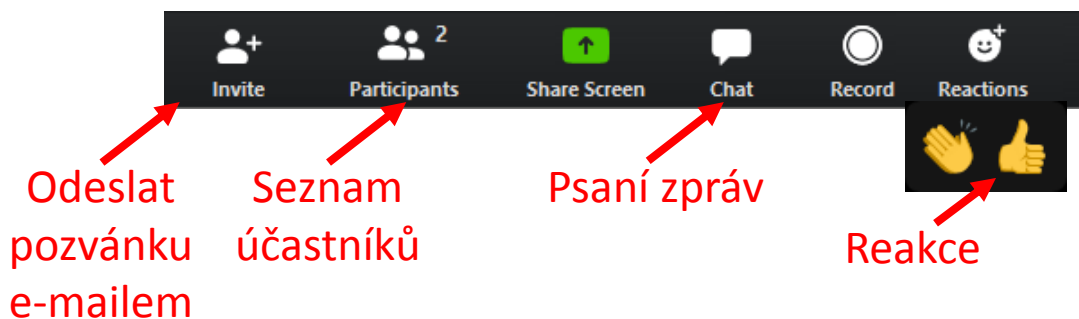 2
Invite Participants Share Screen Chat Record Reactions
Odeslat
pozvánku
e-mailem
Seznam
účastníků
Psaní zpráv
Reakce